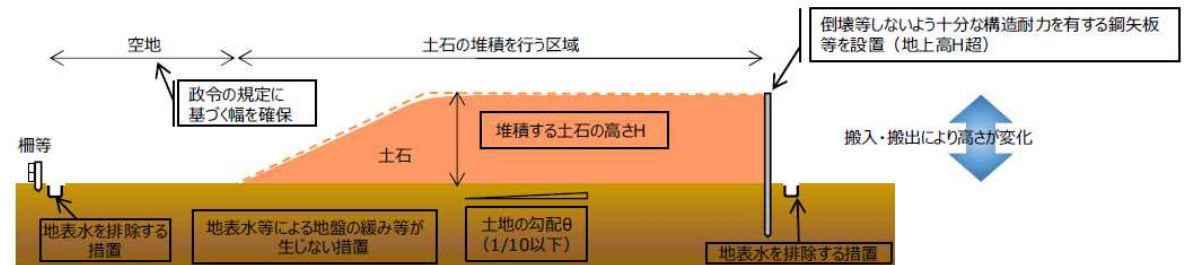 空地
土石の堆積を行う区域
倒壊等しないよう十分な構造耐力を有する鋼矢板
等を設置（地上高H超）
政令の規定に
基づく幅を確保
堆積する土石の高さH
搬入・搬出により高さが変化
柵等
土石
地表水を排除する
措置
地表水等による地盤の緩み等が
生じない措置
土地の勾配θ
（1/10以下）
地表水を排除する措置